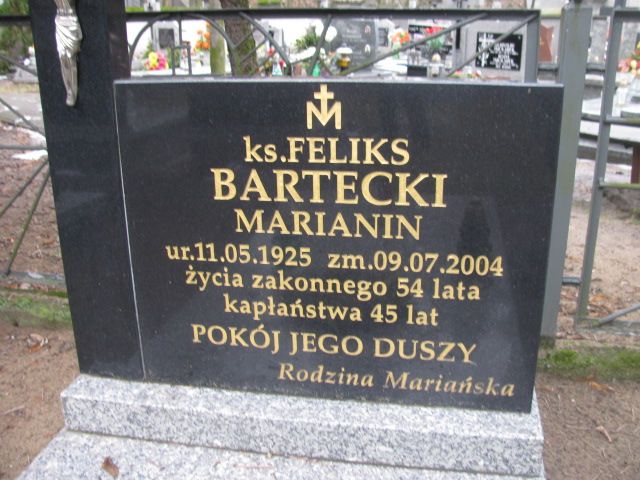 ks.FELIKS
BARTECKI
MARIANIN
ur.11.05.1925 zm.09.07.2004
życia zakonnego 54 lata
kapłaństwa 45 lat
POKÓJ JEGO DUSZY
Rodzina Mariańska